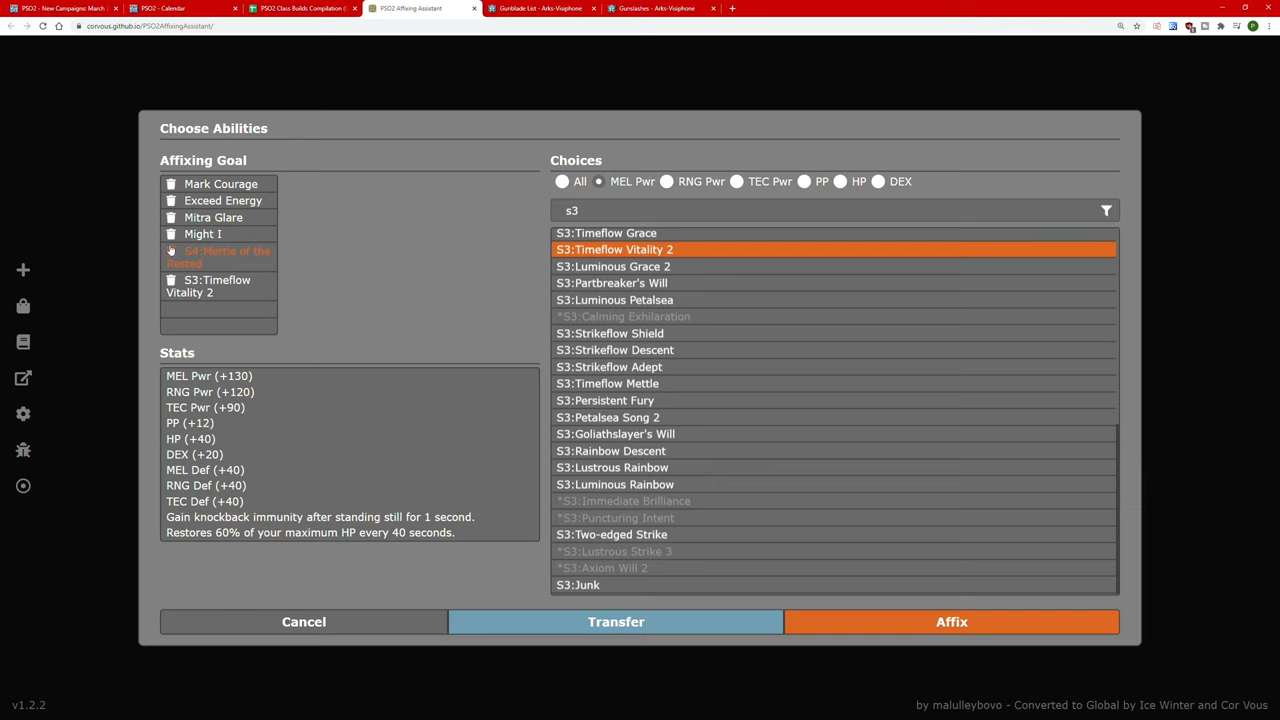 PSO2 - New Campaigns: March
PSO2 - Calendar
PSO2 Class Builds Compilation (
PSO2 Affixing Assistant
Gunblade List - Arks-Visiphone
Gunslashes - Arks-Visiphone
corvous.github.io/PSO2AffixingAssistant/
Choose Abilities
Affixing Goal
Mark Courage
Exceed Energy
Mitra Glare
Might I
S4:Mettle of the
Rested
S3:Timeflow
Vitality 2
Stats
MEL Pwr (+130)
RNG Pwr (+120)
TEC Pwr (+90)
PP (+12)
HP (+40)
DEX (+20)
MEL Def (+40)
RNG Def (+40)
TEC Def (+40)
Gain knockback immunity after standing still for 1 second.
Restores 60% of your maximum HP every 40 seconds.
Choices
All MEL Pwr RNG Pwr TEC Pwr PP HP DEX
s3
S3:Timeflow Grace
S3:Timeflow Vitality 2
S3:Luminous Grace 2
S3:Partbreaker's Will
S3:Luminous Petalsea
*S3:Calming Exhilaration
S3:Strikeflow Shield
S3:Strikeflow Descent
S3:Strikeflow Adept
S3:Timeflow Mettle
S3:Persistent Fury
S3:Petalsea Song 2
S3:Goliathslayer's Will
S3:Rainbow Descent
S3:Lustrous Rainbow
S3:Luminous Rainbow
*S3:Immediate Brilliance
*S3:Puncturing Intent
S3:Two-edged Strike
*S3:Lustrous Strike 3
*S3:Axiom Will 2
S3:Junk
Cancel
Transfer
Affix
v1.2.2
by malulleybovo - Converted to Global by Ice Winter and Cor Vous